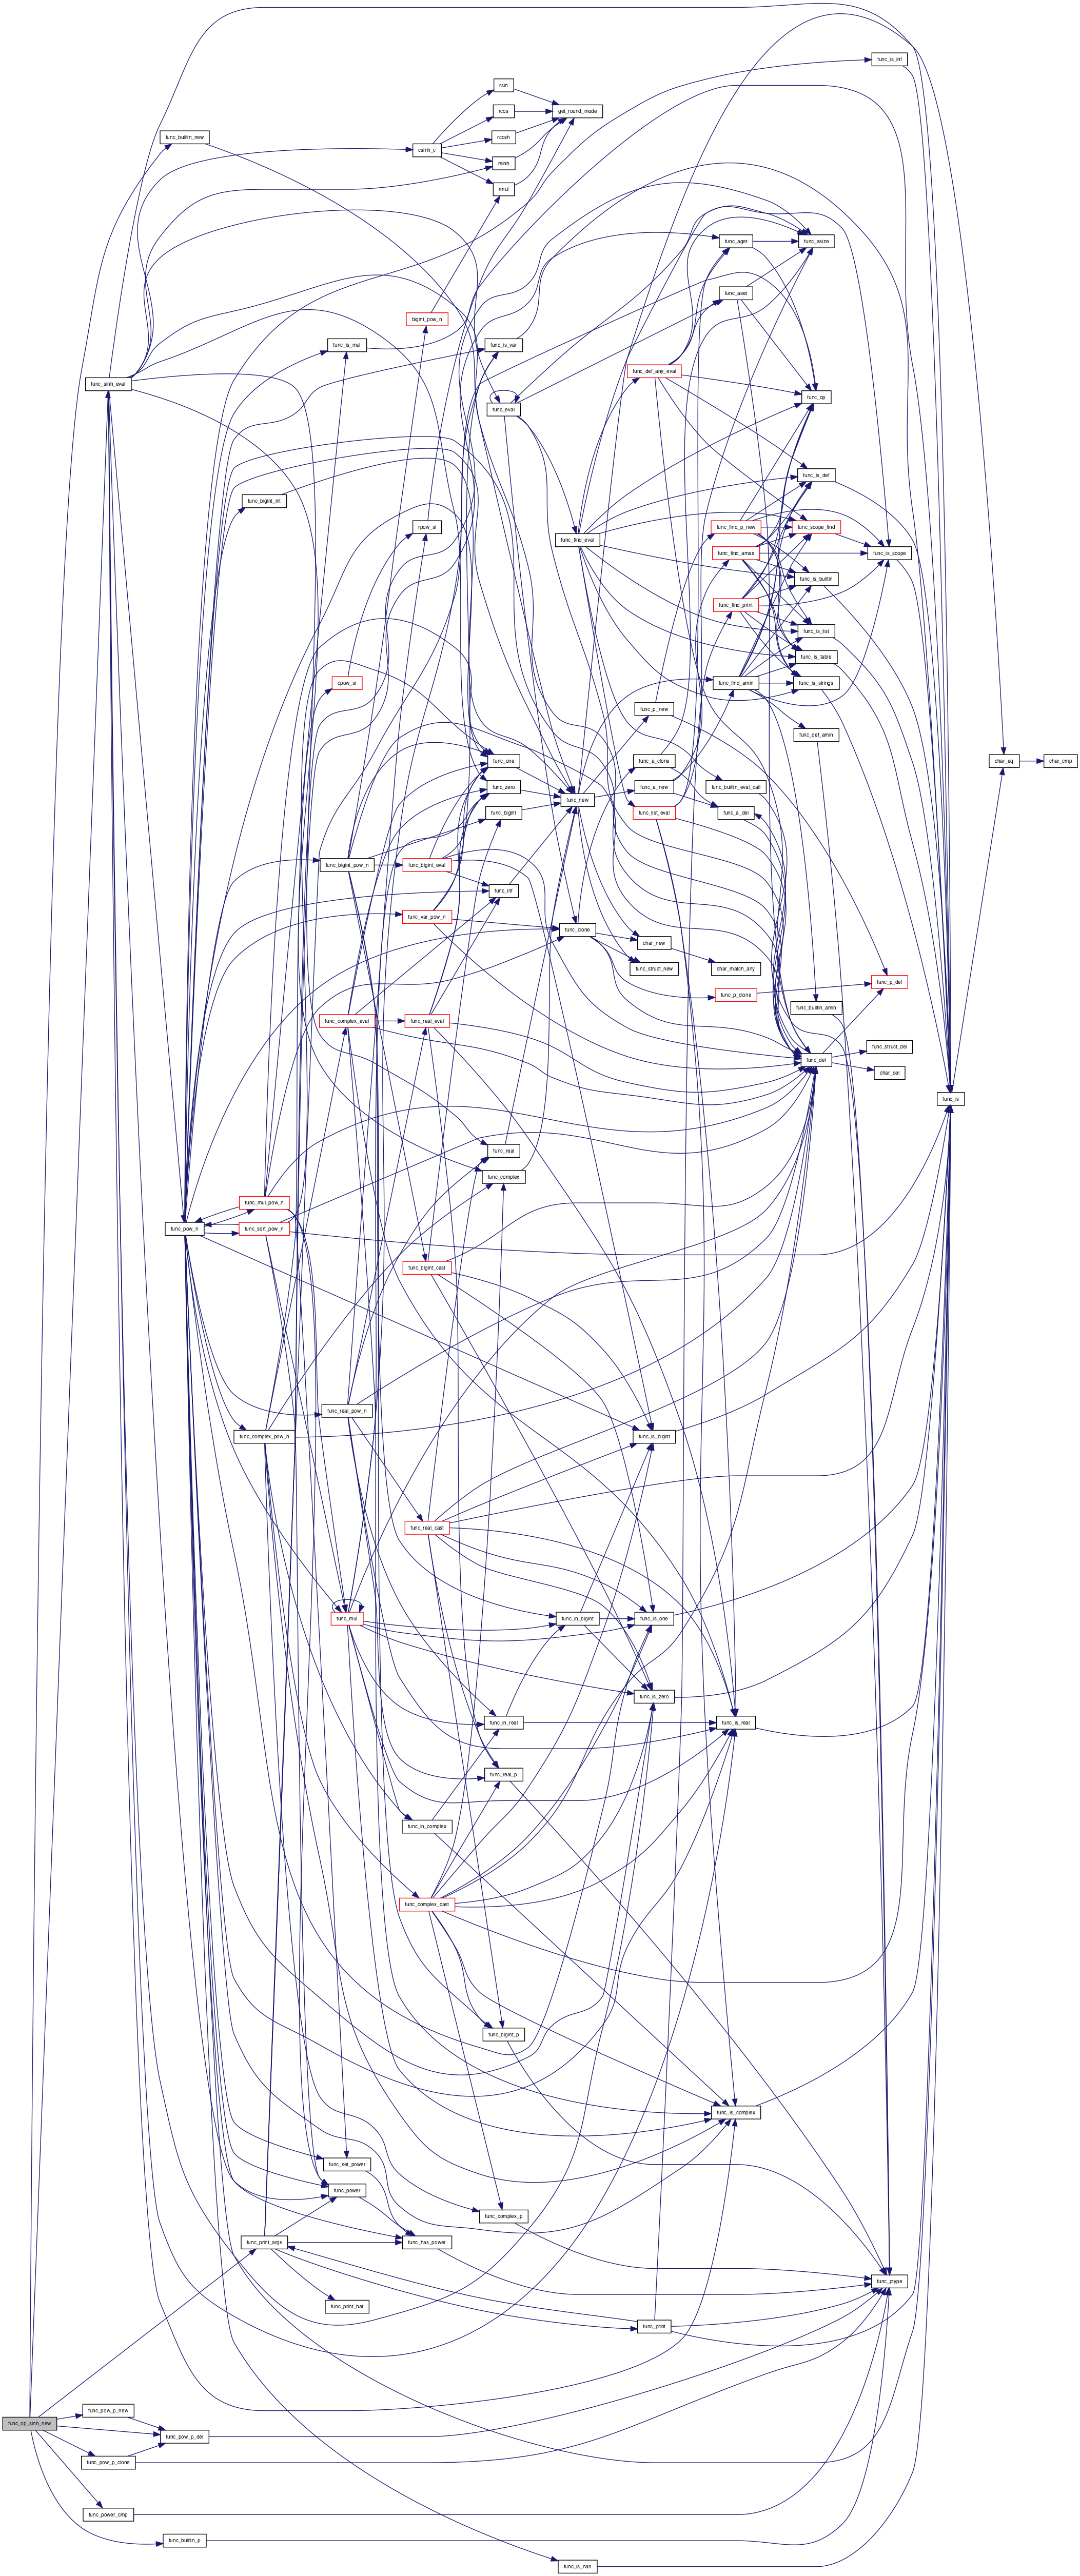 func_is_inf
rsin
rcos
get_round_mode
func_builtin_new
rcosh
csinh_c
rsinh
rmul
func_aget
func_asize
func_aset
bigint_pow_n
func_is_mul
func_is_var
func_def_any_eval
func_sinh_eval
func_op
func_eval
func_is_def
func_bigint_int
rpow_si
func_find_p_new
func_scope_find
func_find_eval
func_find_amax
func_is_scope
func_is_builtin
func_find_print
func_is_list
func_is_table
cpow_si
func_find_amin
func_is_strings
func_p_new
func_def_amin
func_one
func_a_clone
char_eq
char_cmp
func_zero
func_a_new
func_builtin_eval_call
func_new
func_bigint
func_list_eval
func_a_del
func_bigint_pow_n
func_bigint_eval
func_inf
func_var_pow_n
func_clone
char_new
func_struct_new
char_match_any
func_p_del
func_p_clone
func_builtin_amin
func_complex_eval
func_real_eval
func_struct_del
func_del
char_del
func_is
func_real
func_complex
func_mul_pow_n
func_pow_n
func_sqrt_pow_n
func_bigint_cast
func_real_pow_n
func_complex_pow_n
func_is_bigint
func_real_cast
func_mul
func_in_bigint
func_is_one
func_is_zero
func_in_real
func_is_real
func_real_p
func_in_complex
func_complex_cast
func_bigint_p
func_is_complex
func_set_power
func_power
func_complex_p
func_print_args
func_has_power
func_ptype
func_print_hat
func_print
func_pow_p_new
func_op_sinh_new
func_pow_p_del
func_pow_p_clone
func_power_cmp
func_builtin_p
func_is_nan